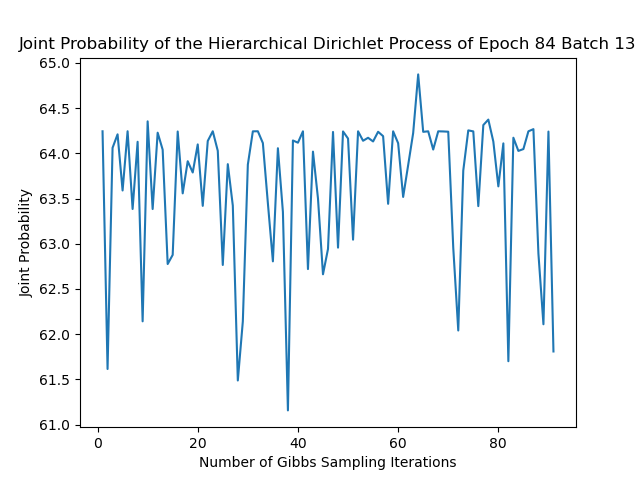 Joint Probability of the Hierarchical Dirichlet Process of Epoch 84 Batch 13
65.0
64.5
64.0
63.5
63.0
62.5
62.0
61.5
61.0
Joint Probability
0 20 40 60 80
Number of Gibbs Sampling Iterations